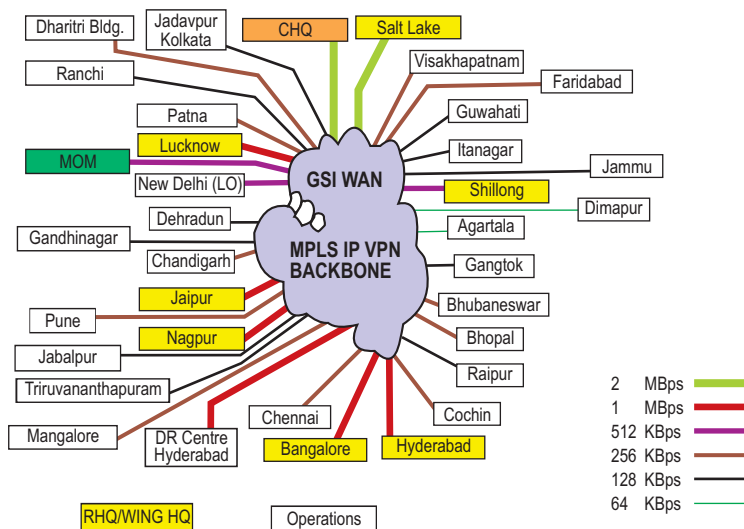 Dharitri Bldg.
Jadavpur
Kolkata
CHQ
Salt Lake
Visakhapatnam
Faridabad
Ranchi
Guwahati
Patna
Lucknow
Itanagar
MOM
Jammu
New Delhi (LO)
GSI WAN
Shillong
Dimapur
Dehradun
Agartala
Gandhinagar
MPLS IP VPN
BACKBONE
Chandigarh
Gangtok
Jaipur
Bhubaneswar
Pune
Nagpur
Bhopal
Jabalpur
Raipur
Triruvananthapuram
Chennai
Cochin
Mangalore
DR Centre
Hyderabad
Bangalore
Hyderabad
2 MBps
1 MBps
512 KBps
256 KBps
128 KBps
64 KBps
RHQ/WING HQ
Operations